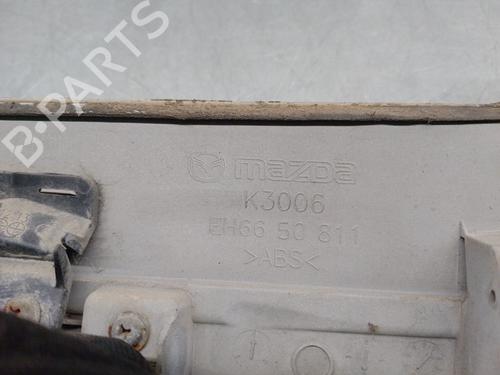 B-PARTS
mazda
K3006
EH66 50 811
>ABS<